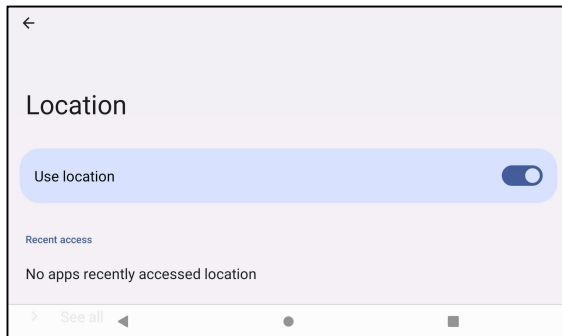 Location
Use location
Recent access
No apps recently accessed location
See all